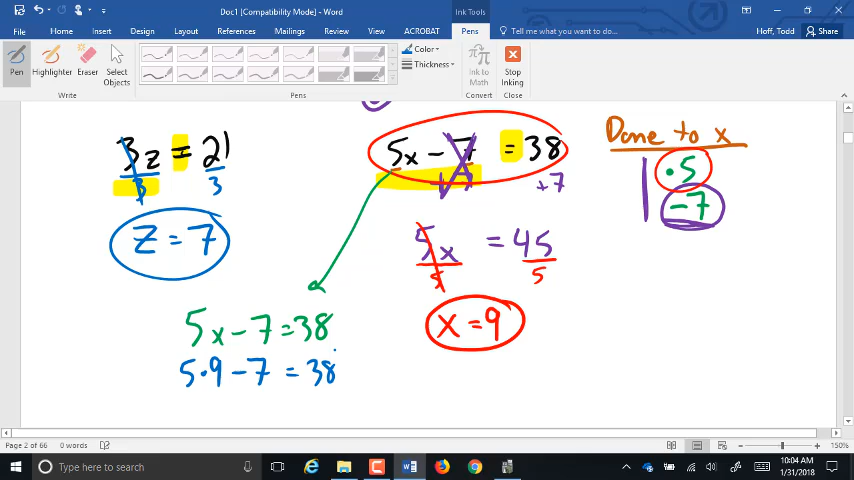 Doc1 [Compatibility Mode] - Word
Ink Tools
Hoff, Todd
File Home Insert Draw Design Layout References Mailings Review View ACROBAT Pens Tell me what you want to do... Share
Pen Highlighter Eraser Select Objects
Color
Thickness
Ink to Math
Stop Inking
Write Pens Convert Close
3z = 21
3 3
z = 7
5x - 7 = 38
+7
5x = 45
5 5
x = 9
Done to x
• 5
- 7
5x - 7 = 38
5 • 9 - 7 = 38
Page 2 of 66 0 words 150%
Type here to search
10:04 AM
1/31/2018